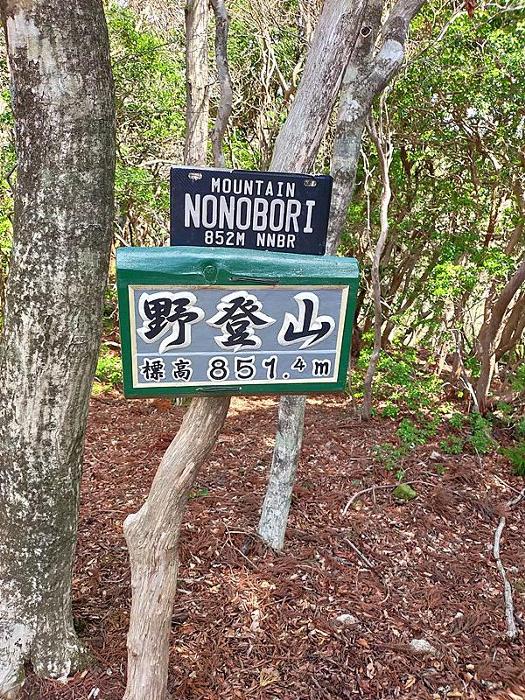 MOUNTAIN
NONOBORI
852M NNBR
野登山
標高 851.4m